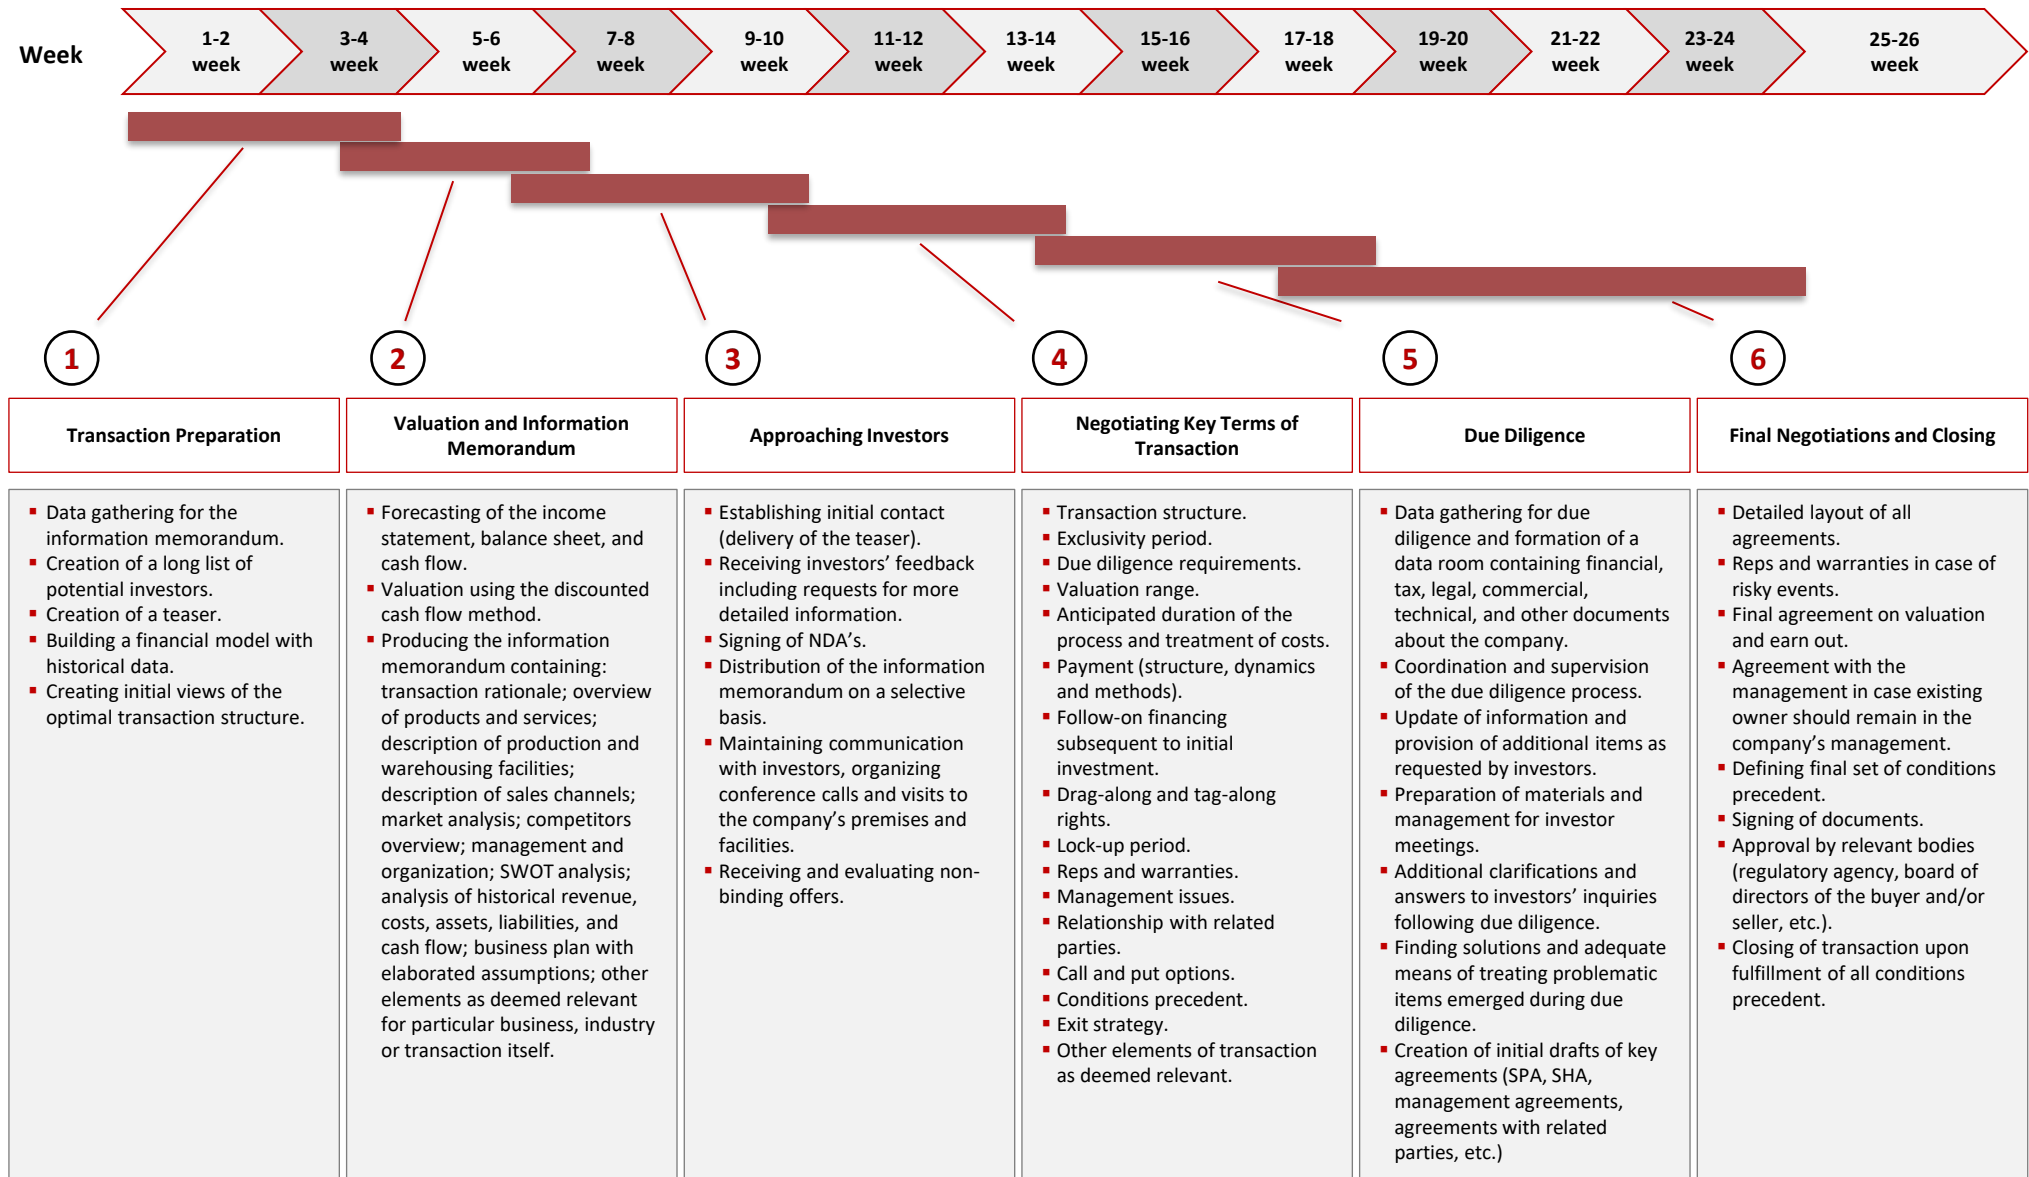 Week
1-2
week
3-4
week
5-6
week
7-8
week
9-10
week
11-12
week
13-14
week
15-16
week
17-18
week
19-20
week
21-22
week
23-24
week
25-26
week
1
2
3
4
5
6
Transaction Preparation
Valuation and Information
Memorandum
Approaching Investors
Negotiating Key Terms of
Transaction
Due Diligence
Final Negotiations and Closing
▪ Data gathering for the
information memorandum.
▪ Creation of a long list of
potential investors.
▪ Creation of a teaser.
▪ Building a financial model with
historical data.
▪ Creating initial views of the
optimal transaction structure.
▪ Forecasting of the income
statement, balance sheet, and
cash flow.
▪ Valuation using the discounted
cash flow method.
▪ Producing the information
memorandum containing:
transaction rationale; overview
of products and services;
description of production and
warehousing facilities;
description of sales channels;
market analysis; competitors
overview; management and
organization; SWOT analysis;
analysis of historical revenue,
costs, assets, liabilities, and
cash flow; business plan with
elaborated assumptions; other
elements as deemed relevant
for particular business, industry
or transaction itself.
▪ Establishing initial contact
(delivery of the teaser).
▪ Receiving investors’ feedback
including requests for more
detailed information.
▪ Signing of NDA’s.
▪ Distribution of the information
memorandum on a selective
basis.
▪ Maintaining communication
with investors, organizing
conference calls and visits to
the company’s premises and
facilities.
▪ Receiving and evaluating non-
binding offers.
▪ Transaction structure.
▪ Exclusivity period.
▪ Due diligence requirements.
▪ Valuation range.
▪ Anticipated duration of the
process and treatment of costs.
▪ Payment (structure, dynamics
and methods).
▪ Follow-on financing
subsequent to initial
investment.
▪ Drag-along and tag-along
rights.
▪ Lock-up period.
▪ Reps and warranties.
▪ Management issues.
▪ Relationship with related
parties.
▪ Call and put options.
▪ Conditions precedent.
▪ Exit strategy.
▪ Other elements of transaction
as deemed relevant.
▪ Data gathering for due
diligence and formation of a
data room containing financial,
tax, legal, commercial,
technical, and other documents
about the company.
▪ Coordination and supervision
of the due diligence process.
▪ Update of information and
provision of additional items as
requested by investors.
▪ Preparation of materials and
management for investor
meetings.
▪ Additional clarifications and
answers to investors’ inquiries
following due diligence.
▪ Finding solutions and adequate
means of treating problematic
items emerged during due
diligence.
▪ Creation of initial drafts of key
agreements (SPA, SHA,
management agreements,
agreements with related
parties, etc.)
▪ Detailed layout of all
agreements.
▪ Reps and warranties in case of
risky events.
▪ Final agreement on valuation
and earn out.
▪ Agreement with the
management in case existing
owner should remain in the
company’s management.
▪ Defining final set of conditions
precedent.
▪ Signing of documents.
▪ Approval by relevant bodies
(regulatory agency, board of
directors of the buyer and/or
seller, etc.).
▪ Closing of transaction upon
fulfillment of all conditions
precedent.